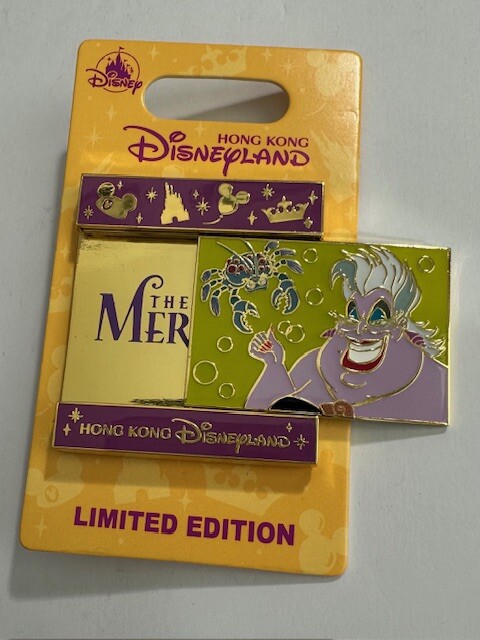 Disney
HONG KONG
Disneyland
THE
MER
HONG KONG Disneyland
LIMITED EDITION